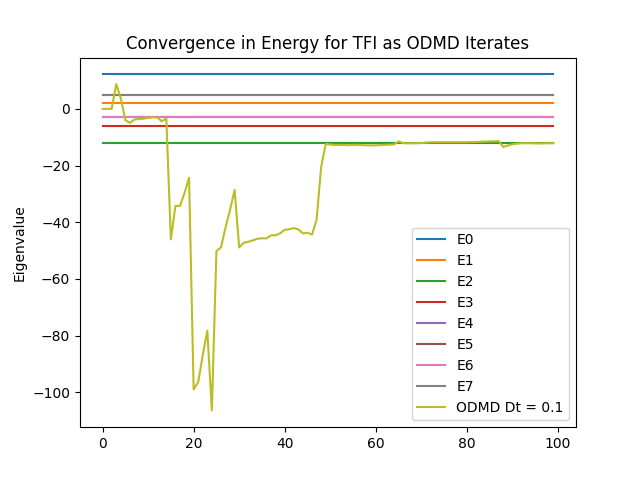 Convergence in Energy for TFI as ODMD Iterates
Eigenvalue
0
−20
−40
−60
−80
−100
0 20 40 60 80 100
E0
E1
E2
E3
E4
E5
E6
E7
ODMD Dt = 0.1